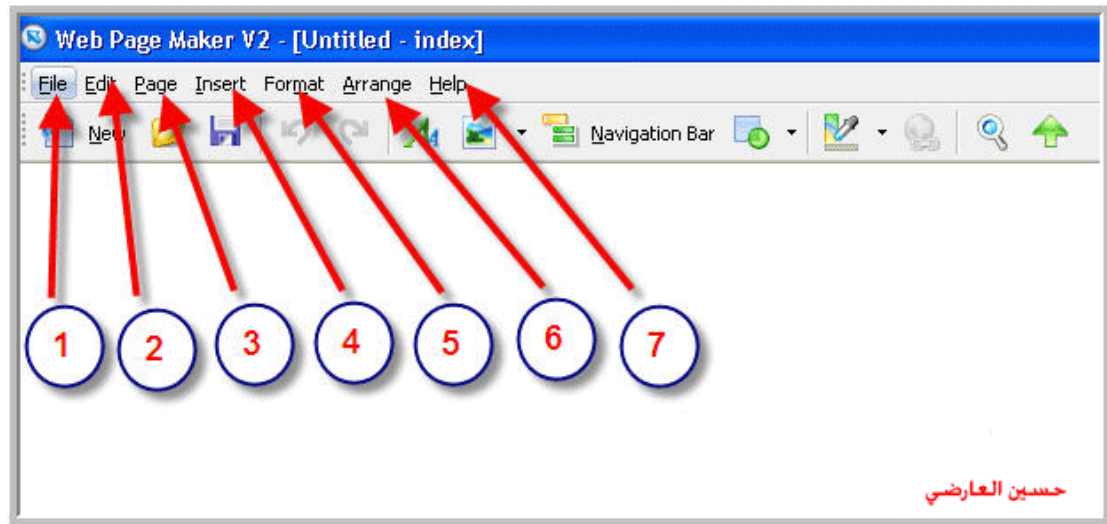 Web Page Maker V2 - [Untitled - index]
File Edit Page Insert Format Arrange Help
New Navigation Bar
1 2 3 4 5 6 7
حسين العارضي